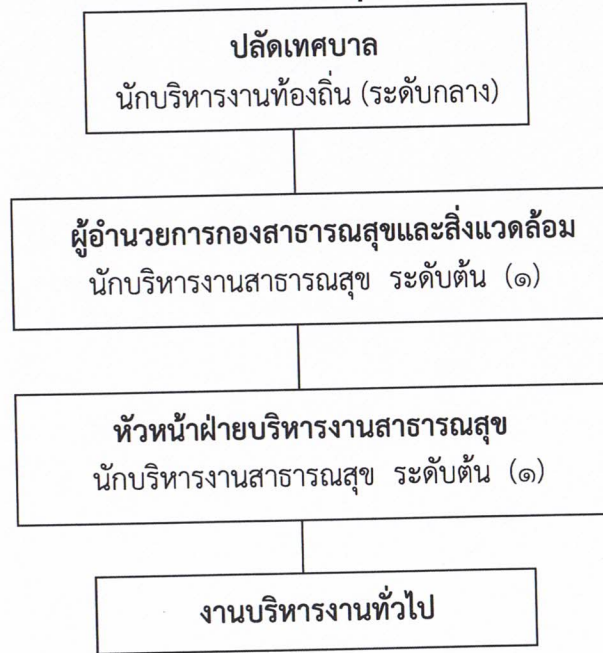 ปลัดเทศบาล
นักบริหารงานท้องถิ่น (ระดับกลาง)
ผู้อำนวยการกองสาธารณสุขและสิ่งแวดล้อม
นักบริหารงานสาธารณสุข ระดับต้น (๑)
หัวหน้าฝ่ายบริหารงานสาธารณสุข
นักบริหารงานสาธารณสุข ระดับต้น (๑)
งานบริหารงานทั่วไป